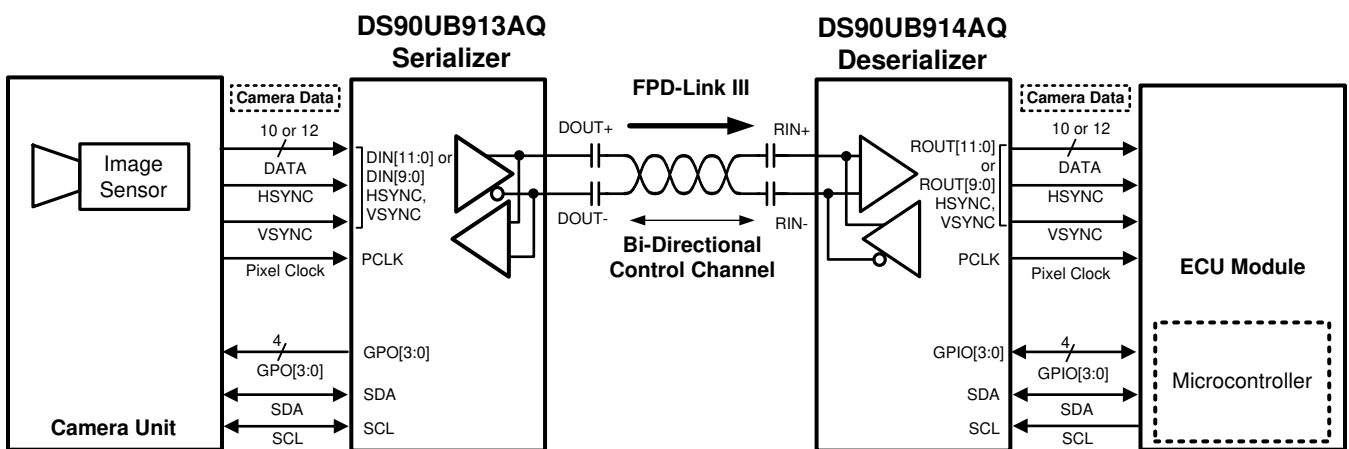 DS90UB913AQ
Serializer
DS90UB914AQ
Deserializer
Camera Data
FPD-Link III
Camera Data
Image
Sensor
10 or 12
DATA
HSYNC
VSYNC
Pixel Clock
DIN[11:0] or
DIN[9:0]
HSYNC,
VSYNC
PCLK
DOUT+
DOUT-
RIN+
RIN-
Bi-Directional
Control Channel
ROUT[11:0]
or
ROUT[9:0]
HSYNC,
VSYNC
PCLK
10 or 12
DATA
HSYNC
VSYNC
Pixel Clock
ECU Module
4
GPO[3:0]
GPO[3:0]
SDA
SDA
SCL
SCL
Camera Unit
GPIO[3:0]
4
GPIO[3:0]
SDA
SDA
SCL
SCL
Microcontroller